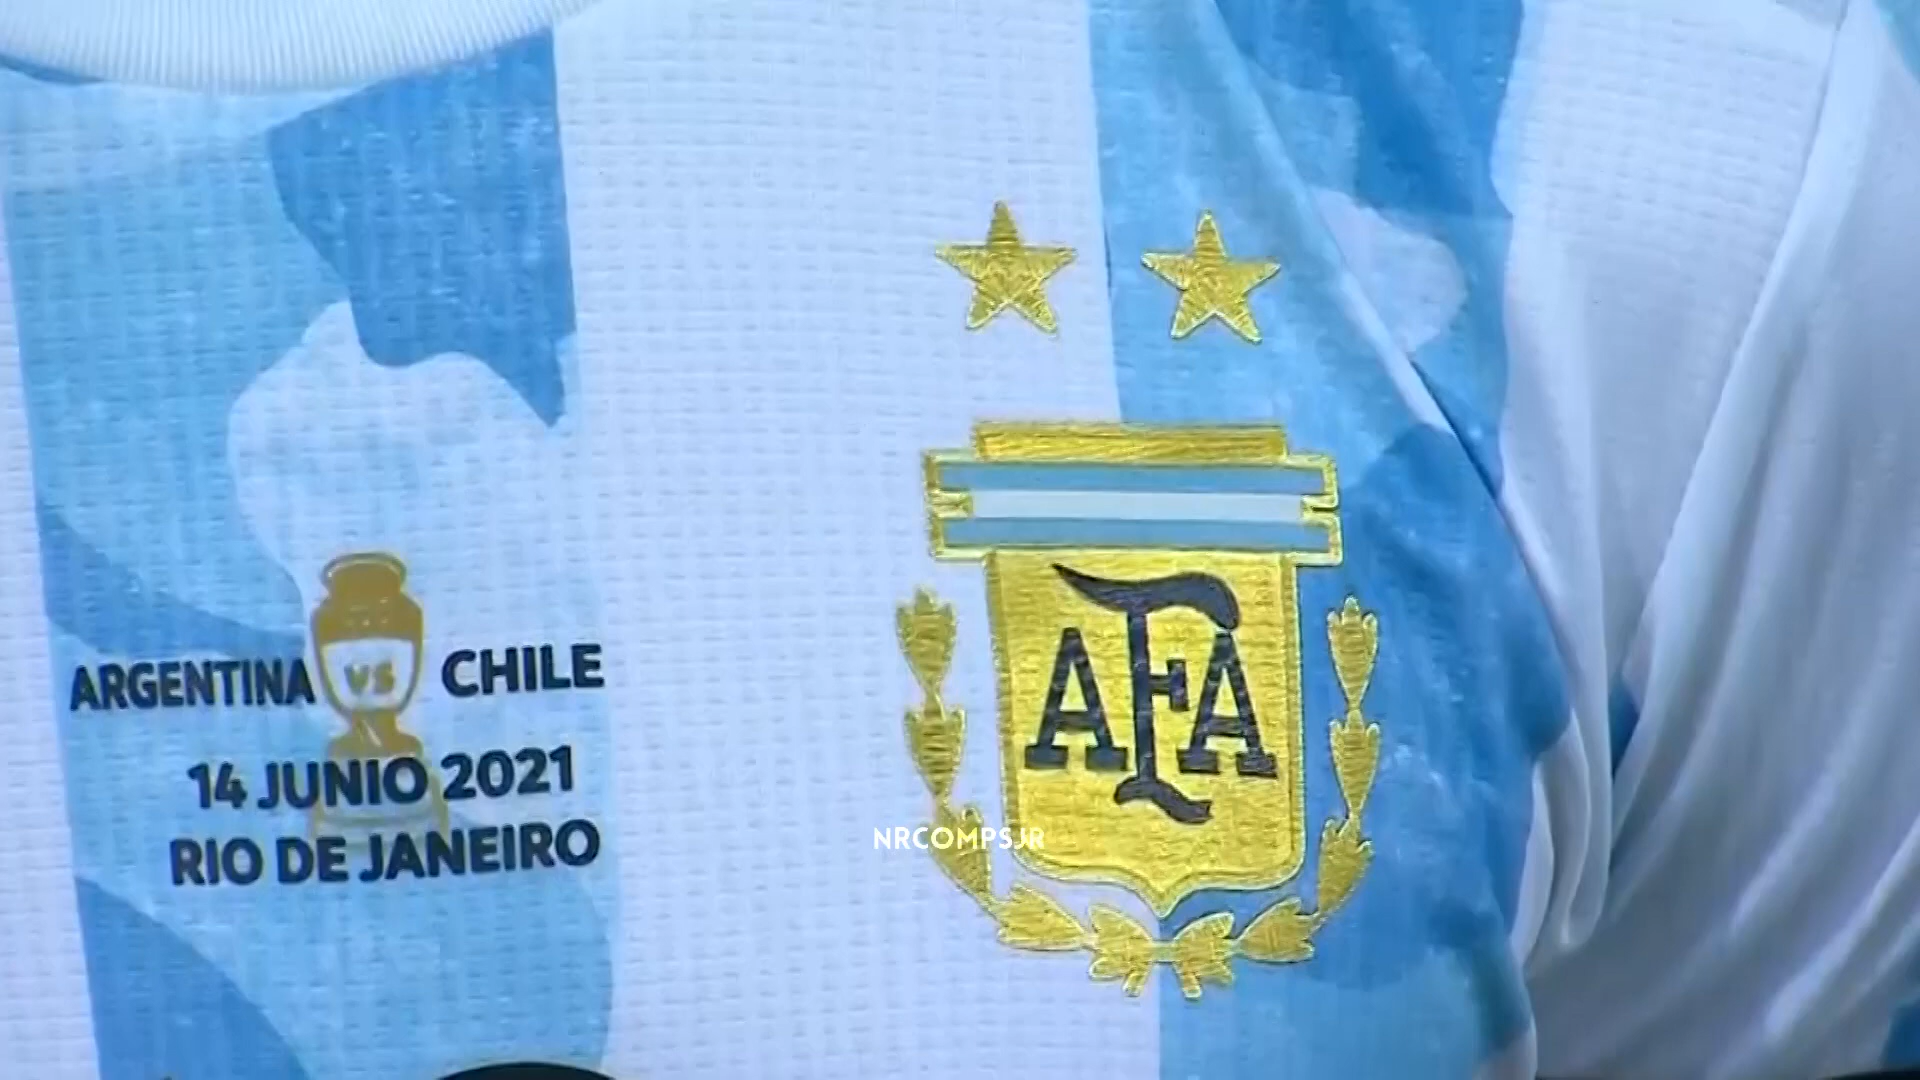 ARGENTINA VS CHILE
14 JUNIO 2021
RIO DE JANEIRO
AFA
NRCOMPSJR